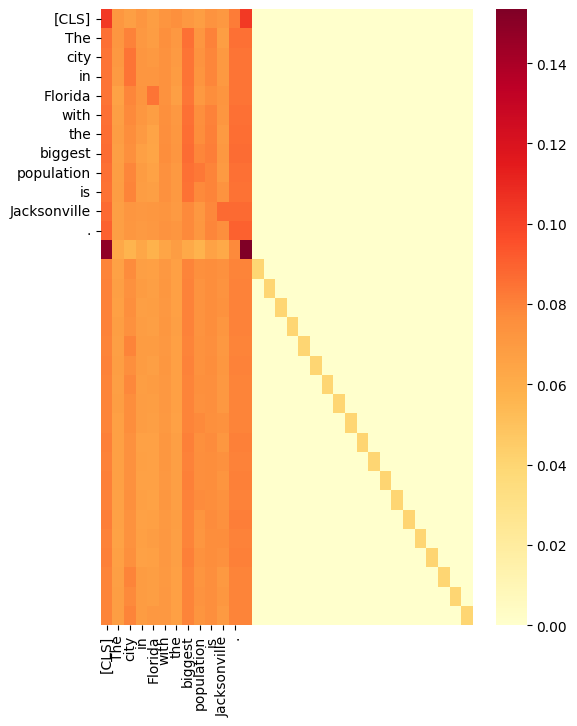 [CLS]
The
city
in
Florida
with
the
biggest
population
is
Jacksonville
.
[CLS]
The
city
in
Florida
with
the
biggest
population
is
Jacksonville
.
0.14
0.12
0.10
0.08
0.06
0.04
0.02
0.00